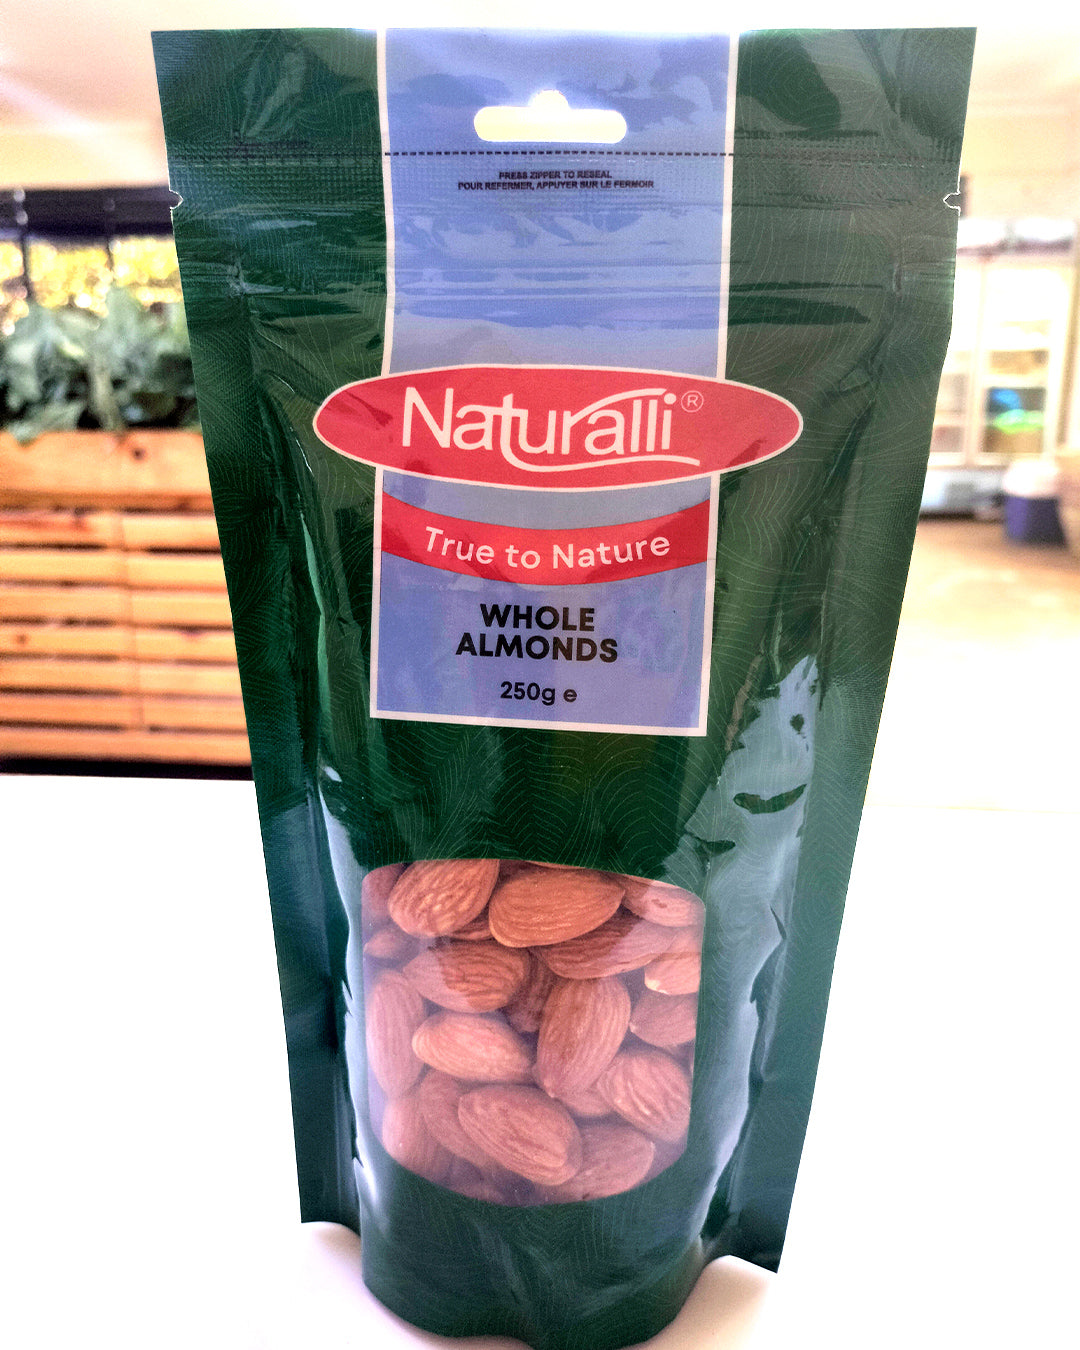 PRESS ZIPPER TO RESEAL
POUR REFERMER, APPUYER SUR LE FERMOIR
Naturalli®
True to Nature
WHOLE
ALMONDS
250g e